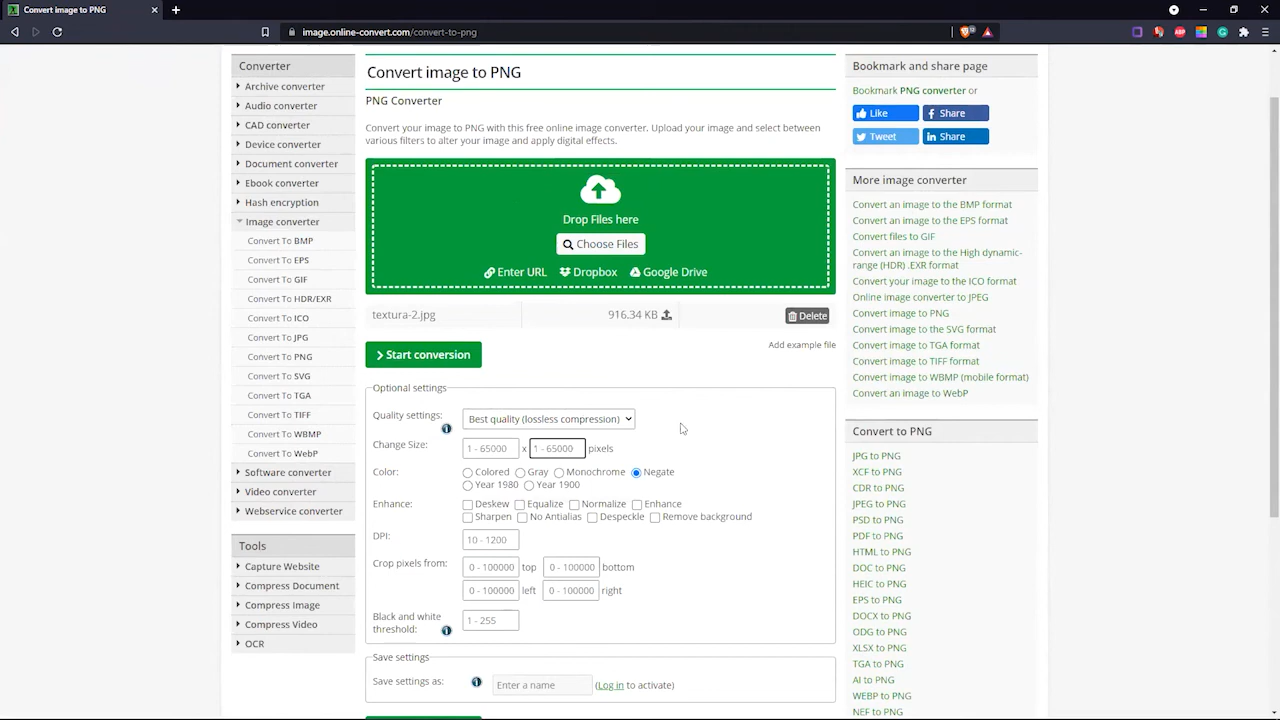 Convert image to PNG
image.online-convert.com/convert-to-png
Converter
Archive converter
Audio converter
CAD converter
Device converter
Document converter
Ebook converter
Hash encryption
Image converter
Convert To BMP
Convert To EPS
Convert To GIF
Convert To HDR/EXR
Convert To ICO
Convert To JPG
Convert To PNG
Convert To SVG
Convert To TGA
Convert To TIFF
Convert To WBMP
Convert To WebP
Software converter
Video converter
Webservice converter
Tools
Capture Website
Compress Document
Compress Image
Compress Video
OCR
Convert image to PNG
PNG Converter
Convert your image to PNG with this free online image converter. Upload your image and select between
various filters to alter your image and apply digital effects.
Drop Files here
Choose Files
Enter URL Dropbox Google Drive
textura-2.jpg 916.34 KB Delete
Add example file
Start conversion
Optional settings
Quality settings: Best quality (lossless compression)
Change Size: 1 - 65000 x 1 - 65000 pixels
Color: Colored Gray Monochrome Negate
Year 1980 Year 1900
Enhance: Deskew Equalize Normalize Enhance
Sharpen No Antialias Despeckle Remove background
DPI: 10 - 1200
Crop pixels from: 0 - 100000 top 0 - 100000 bottom
0 - 100000 left 0 - 100000 right
Black and white
threshold: 1 - 255
Save settings
Save settings as: Enter a name (Log in to activate)
Bookmark and share page
Bookmark PNG converter or
Like Share
Tweet Share
More image converter
Convert an image to the BMP format
Convert an image to the EPS format
Convert files to GIF
Convert an image to the High dynamic-
range (HDR) .EXR format
Convert your image to the ICO format
Online image converter to JPEG
Convert image to PNG
Convert image to the SVG format
Convert image to TGA format
Convert image to TIFF format
Convert image to WBMP (mobile format)
Convert an image to WebP
Convert to PNG
JPG to PNG
XCF to PNG
CDR to PNG
JPEG to PNG
PSD to PNG
PDF to PNG
HTML to PNG
DOC to PNG
HEIC to PNG
EPS to PNG
DOCX to PNG
ODG to PNG
XLSX to PNG
TGA to PNG
AI to PNG
WEBP to PNG
NEF to PNG